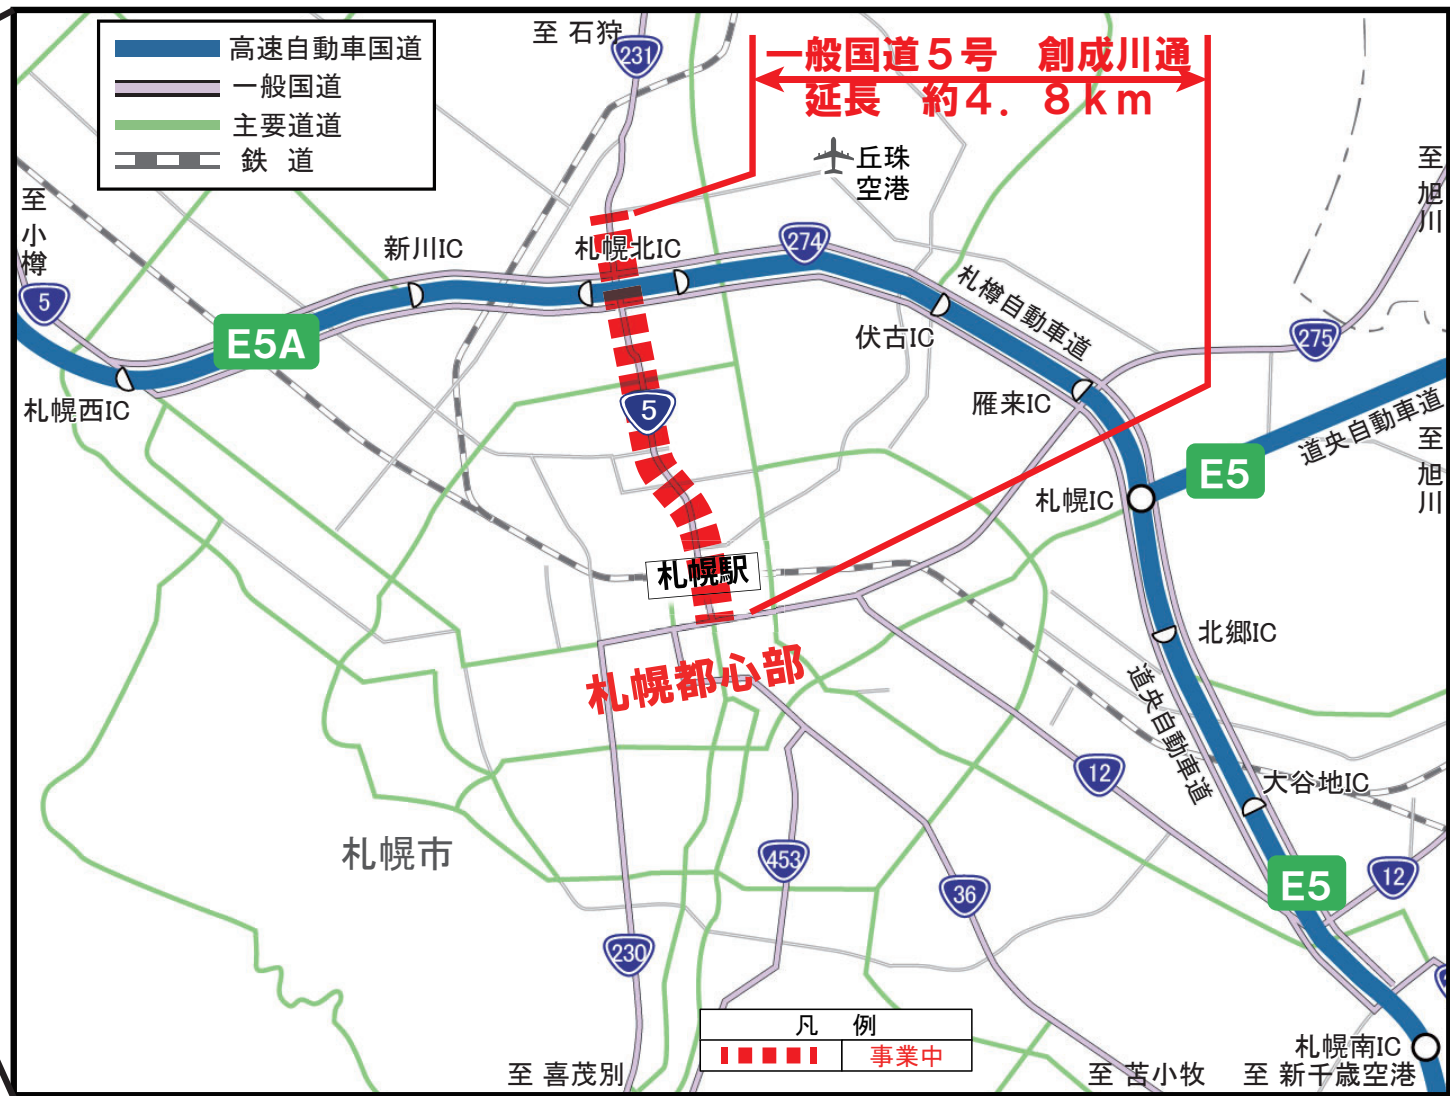 高速自動車国道
一般国道
主要道道
鉄 道
至 石狩
231
一般国道5号 創成川通
延長 約4.8km
丘珠
空港
至 旭川
至 小樽
新川IC
札幌北IC
274
札樽自動車道
5
E5A
伏古IC
275
札幌西IC
雁来IC
5
道央自動車道
至 旭川
E5
札幌IC
札幌駅
北郷IC
札幌都心部
道央自動車道
12
大谷地IC
札幌市
453
36
E5
12
230
凡 例
事業中
札幌南IC
至 喜茂別
至 苫小牧
至 新千歳空港